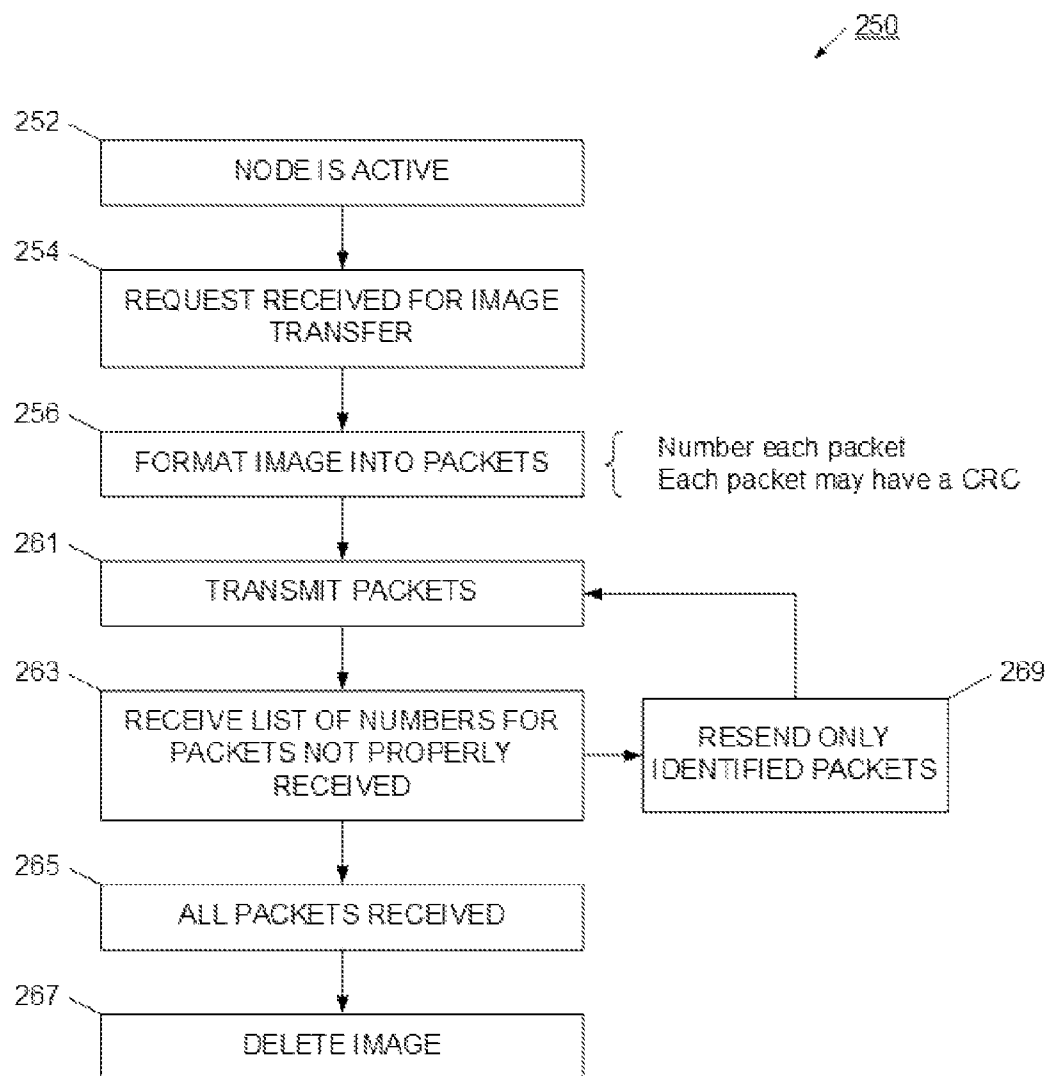 250
252
NODE IS ACTIVE
254
REQUEST RECEIVED FOR IMAGE
TRANSFER
256
FORMAT IMAGE INTO PACKETS
Number each packet
Each packet may have a CRC
261
TRANSMIT PACKETS
263
RECEIVE LIST OF NUMBERS FOR
PACKETS NOT PROPERLY
RECEIVED
269
RESEND ONLY
IDENTIFIED PACKETS
265
ALL PACKETS RECEIVED
267
DELETE IMAGE